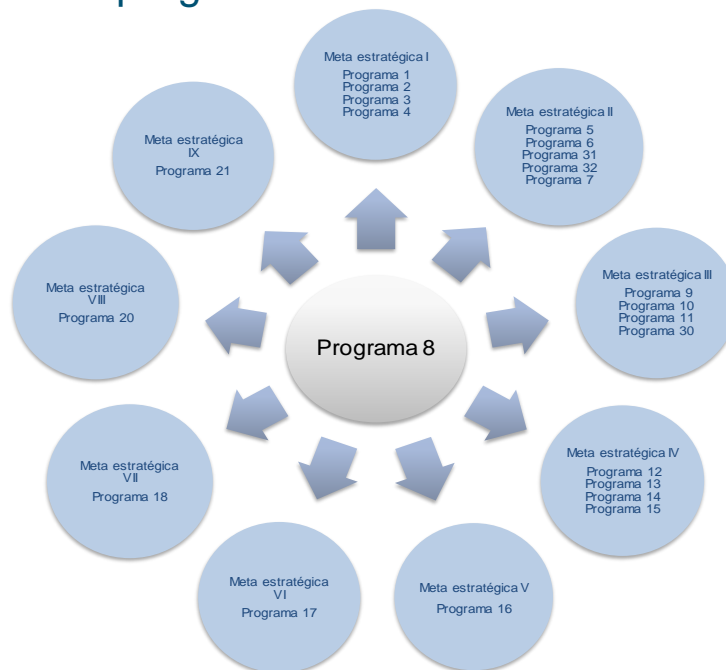 Meta estratégica I
Programa 1
Programa 2
Programa 3
Programa 4
Meta estratégica II
Programa 5
Programa 6
Programa 31
Programa 32
Programa 7
Meta estratégica III
Programa 9
Programa 10
Programa 11
Programa 30
Meta estratégica IV
Programa 12
Programa 13
Programa 14
Programa 15
Meta estratégica V
Programa 16
Meta estratégica
VI
Programa 17
Meta estratégica
VII
Programa 18
Meta estratégica
VIII
Programa 20
Meta estratégica
IX
Programa 21
Programa 8